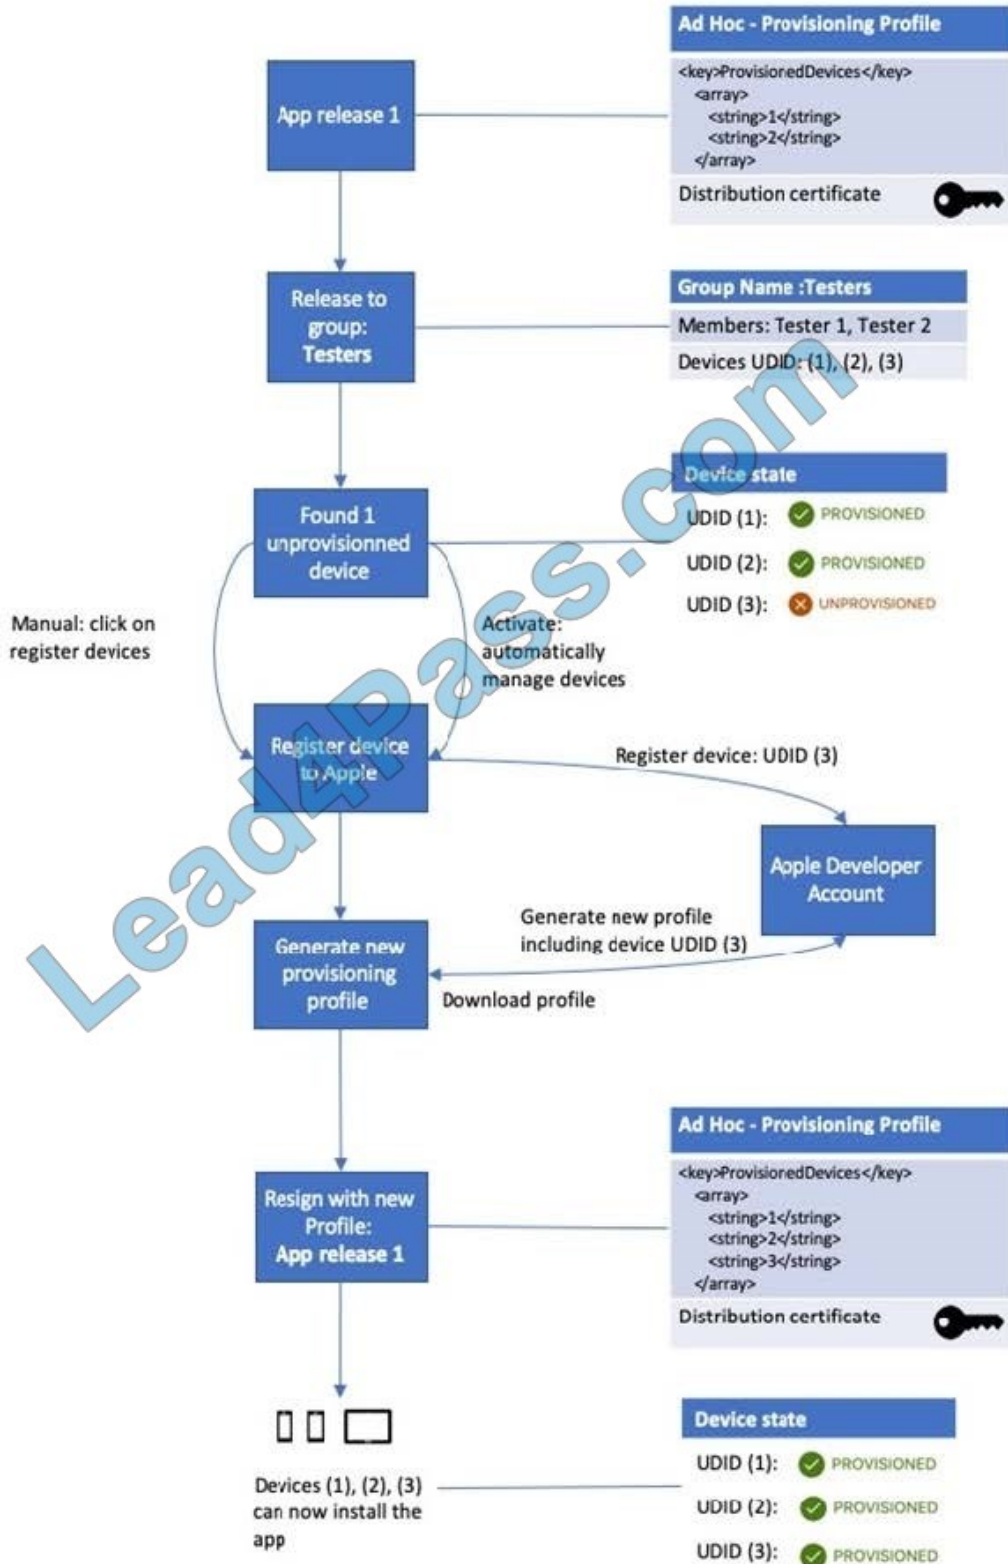 Ad Hoc - Provisioning Profile
<key>ProvisionedDevices</key>
<array>
<string>1</string>
<string>2</string>
</array>
Distribution certificate
App release 1
Release to
group:
Testers
Group Name :Testers
Members: Tester 1, Tester 2
Devices UDID: (1), (2), (3)
Found 1
unprovisionned
device
Device state
UDID (1): PROVISIONED
UDID (2): PROVISIONED
UDID (3): UNPROVISIONED
Manual: click on
register devices
Activate:
automatically
manage devices
Register device
to Apple
Register device: UDID (3)
Apple Developer
Account
Generate new profile
including device UDID (3)
Generate new
provisioning
profile
Download profile
Resign with new
Profile:
App release 1
Ad Hoc - Provisioning Profile
<key>ProvisionedDevices</key>
<array>
<string>1</string>
<string>2</string>
<string>3</string>
</array>
Distribution certificate
Devices (1), (2), (3)
can now install the
app
Device state
UDID (1): PROVISIONED
UDID (2): PROVISIONED
UDID (3): PROVISIONED
Lead4Pass.com